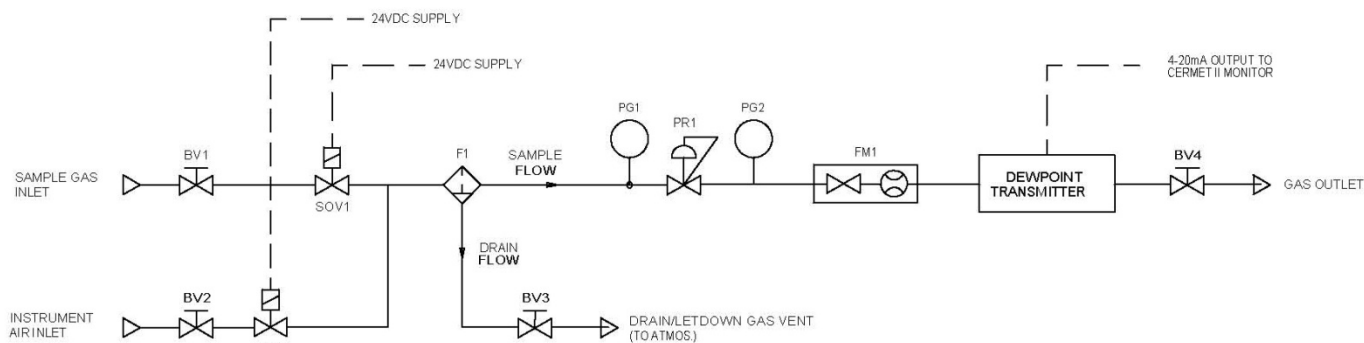 24VDC SUPPLY
24VDC SUPPLY
4-20mA OUTPUT TO
CERMET II MONITOR
PG1
PR1
PG2
BV1
F1
SAMPLE
FLOW
FM1
BV4
SAMPLE GAS
INLET
SOV1
DEWPOINT
TRANSMITTER
GAS OUTLET
DRAIN
FLOW
BV2
BV3
INSTRUMENT
AIR INLET
DRAIN/LETDOWN GAS VENT
(TO ATMOS.)